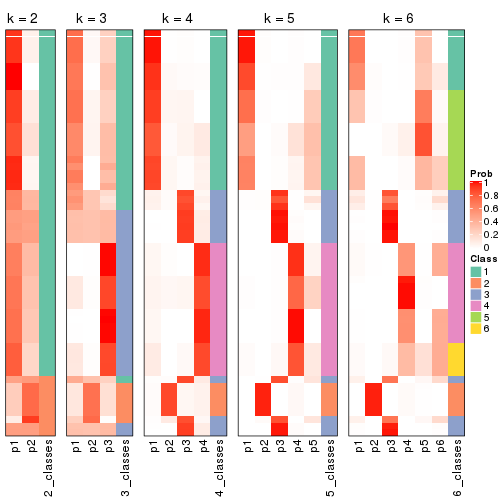 k = 2
k = 3
k = 4
k = 5
k = 6
p1
p2
2_classes
p1
p2
p3
3_classes
p1
p2
p3
p4
4_classes
p1
p2
p3
p4
p5
5_classes
p1
p2
p3
p4
p5
p6
6_classes
Prob
1
0.8
0.6
0.4
0.2
0
Class
1
2
3
4
5
6